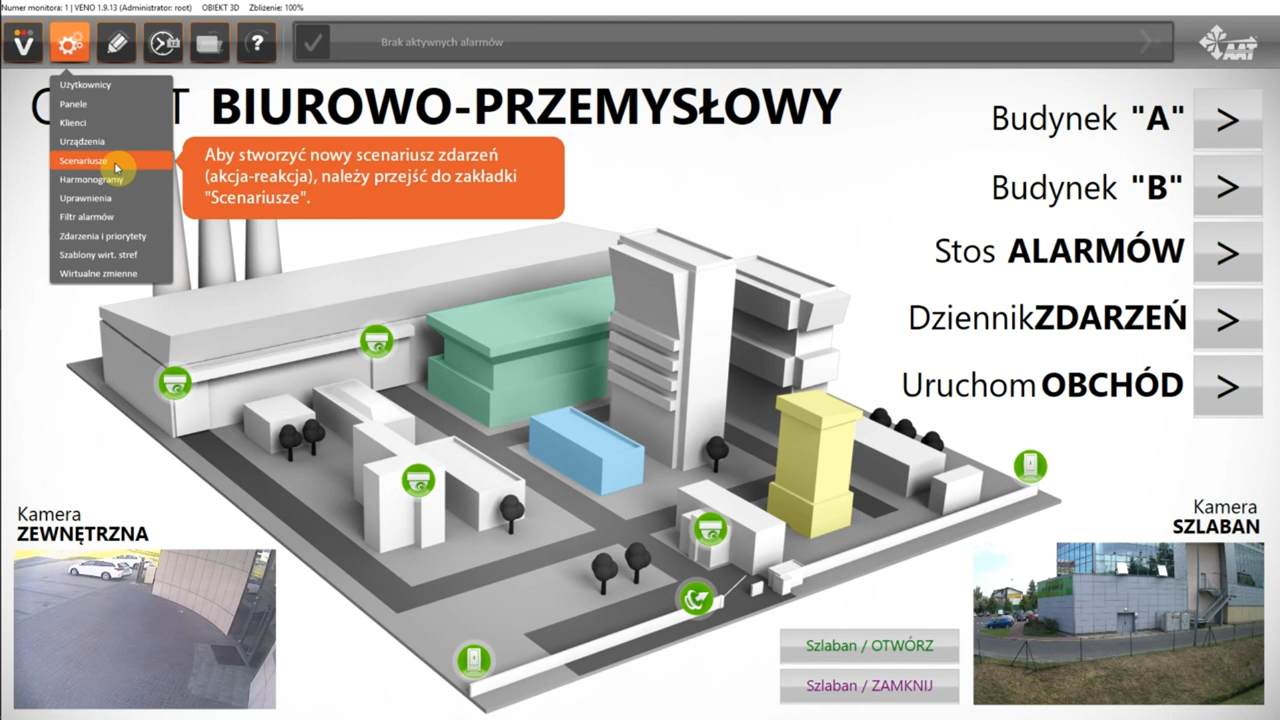 Numer monitora: 1 | VENO 1.9.13 (Administrator: root) OBIEKT 3D Zbliżenie: 100%
Brak aktywnych alarmów
AAT
BIUROWO-PRZEMYSŁOWY
Użytkownicy
Panele
Klienci
Urządzenia
Scenariusze
Harmonogramy
Uprawnienia
Filtr alarmów
Zdarzenia i priorytety
Szablony wirt. stref
Wirtualne zmienne
Aby stworzyć nowy scenariusz zdarzeń
(akcja-reakcja), należy przejść do zakładki
"Scenariusze".
Budynek "A"
Budynek "B"
Stos ALARMÓW
DziennikZDARZEŃ
Uruchom OBCHÓD
Kamera
ZEWNĘTRZNA
Kamera
SZLABAN
Szlaban / OTWÓRZ
Szlaban / ZAMKNIJ